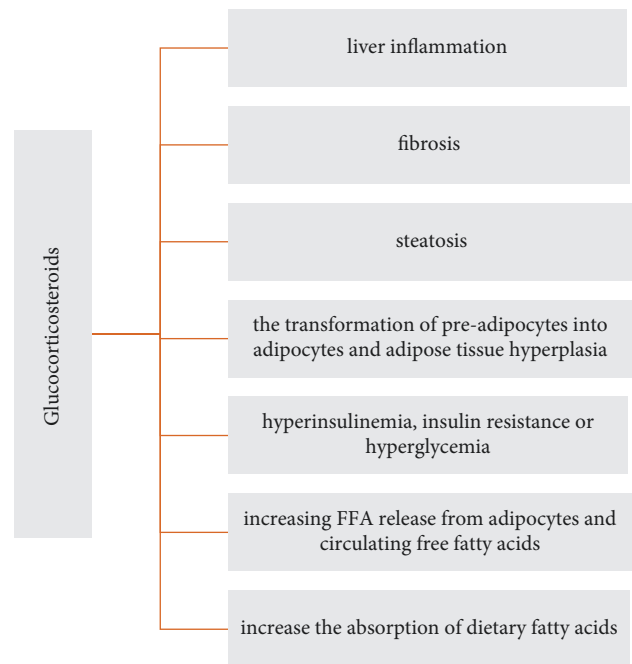 Glucocorticosteroids
liver inflammation
fibrosis
steatosis
the transformation of pre-adipocytes into
adipocytes and adipose tissue hyperplasia
hyperinsulinemia, insulin resistance or
hyperglycemia
increasing FFA release from adipocytes and
circulating free fatty acids
increase the absorption of dietary fatty acids